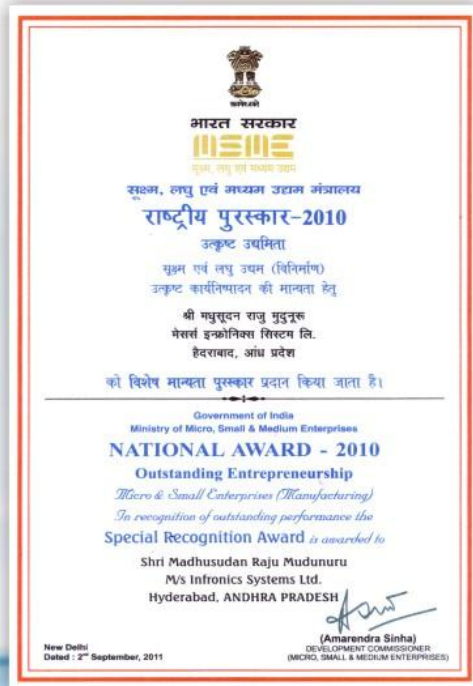 सत्यमेव जयते
भारत सरकार
MSME
सूक्ष्म, लघु एवं मध्यम उद्यम
सूक्ष्म, लघु एवं मध्यम उद्यम मंत्रालय
राष्ट्रीय पुरस्कार-2010
उत्कृष्ट उद्यमिता
सूक्ष्म एवं लघु उद्यम (विनिर्माण)
उत्कृष्ट कार्यनिष्पादन की मान्यता हेतु
श्री मधुसूदन राजु मुदुनूरू
मेसर्स इन्फ्रोनिक्स सिस्टम लि.
हैदराबाद, आंध्र प्रदेश
को विशेष मान्यता पुरस्कार प्रदान किया जाता है।
Government of India
Ministry of Micro, Small & Medium Enterprises
NATIONAL AWARD - 2010
Outstanding Entrepreneurship
Micro & Small Enterprises (Manufacturing)
In recognition of outstanding performance the
Special Recognition Award is awarded to
Shri Madhusudan Raju Mudunuru
M/s Infronics Systems Ltd.
Hyderabad, ANDHRA PRADESH
(Amarendra Sinha)
DEVELOPMENT COMMISSIONER
(MICRO, SMALL & MEDIUM ENTERPRISES)
New Delhi
Dated : 2nd September, 2011